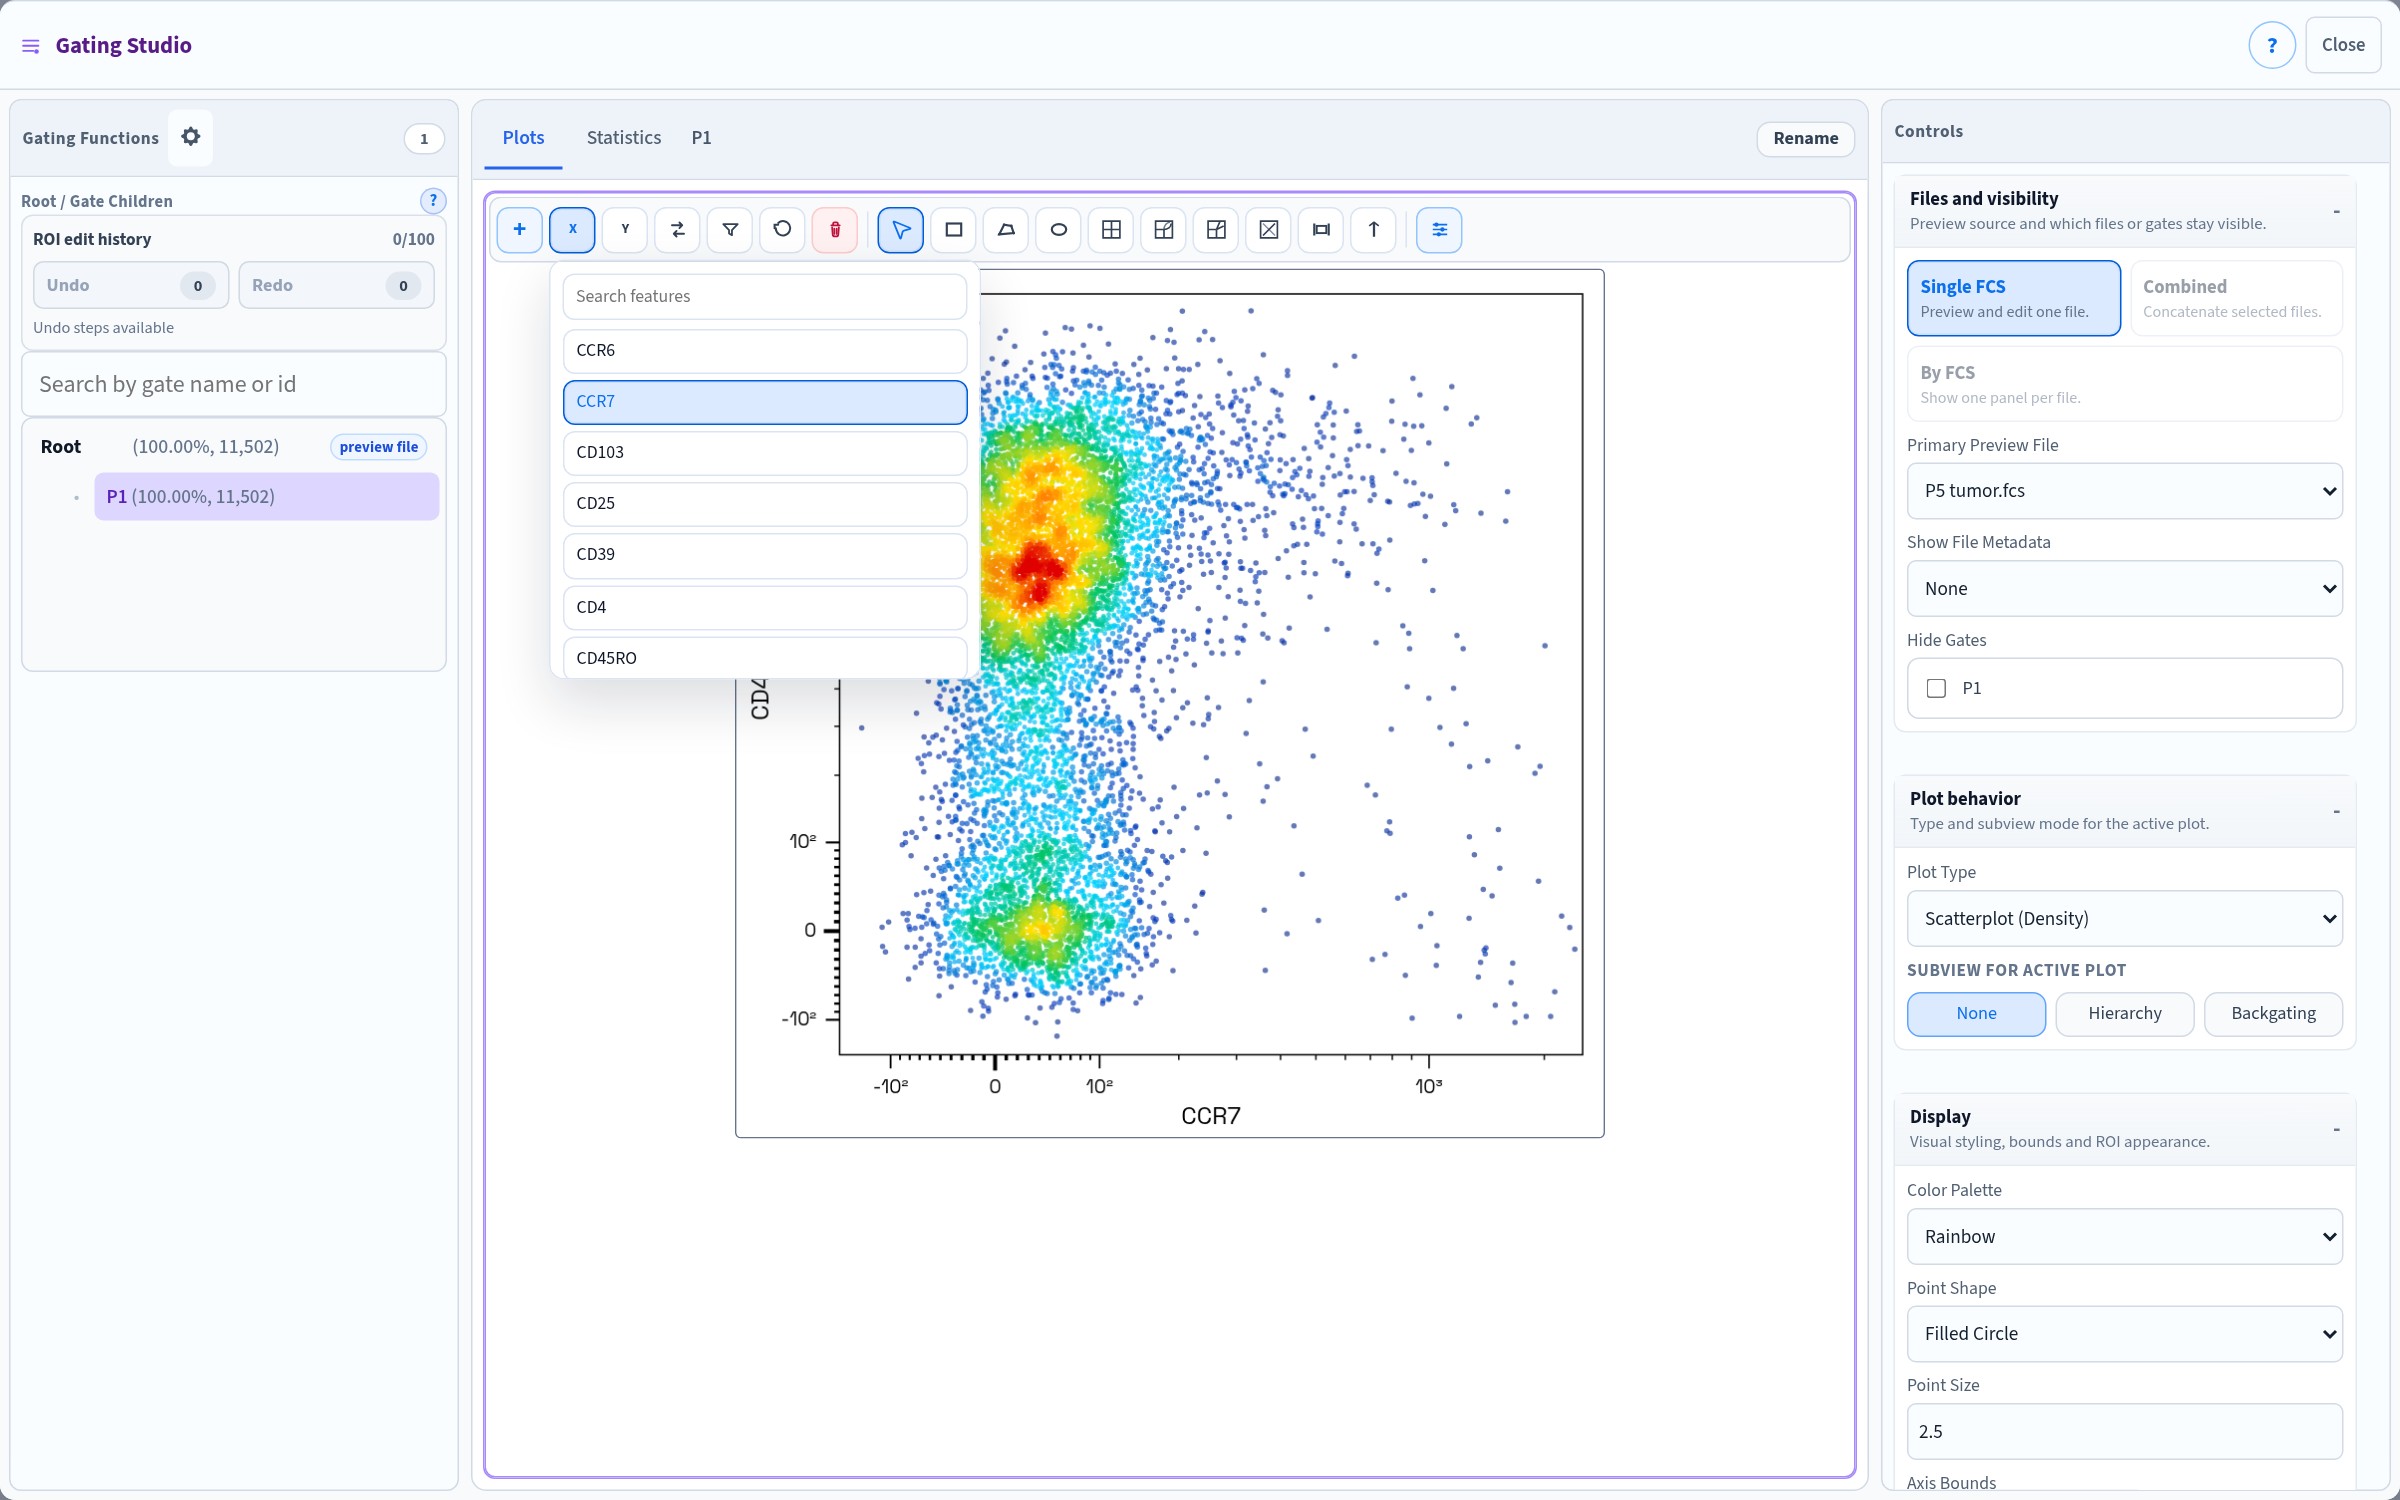 Gating Studio
?
Close
Gating Functions
1
Root / Gate Children
?
ROI edit history
0/100
Undo
0
Redo
0
Undo steps available
Search by gate name or id
Root
(100.00%, 11,502)
preview file
P1 (100.00%, 11,502)
Plots
Statistics
P1
Rename
+
X
Y
Search features
CCR6
CCR7
CD103
CD25
CD39
CD4
CD45RO
CD4
10²
0
-10²
-10²
0
10²
10³
CCR7
Controls
Files and visibility
-
Preview source and which files or gates stay visible.
Single FCS
Preview and edit one file.
Combined
Concatenate selected files.
By FCS
Show one panel per file.
Primary Preview File
P5 tumor.fcs
Show File Metadata
None
Hide Gates
P1
Plot behavior
-
Type and subview mode for the active plot.
Plot Type
Scatterplot (Density)
SUBVIEW FOR ACTIVE PLOT
None
Hierarchy
Backgating
Display
-
Visual styling, bounds and ROI appearance.
Color Palette
Rainbow
Point Shape
Filled Circle
Point Size
2.5
Axis Bounds